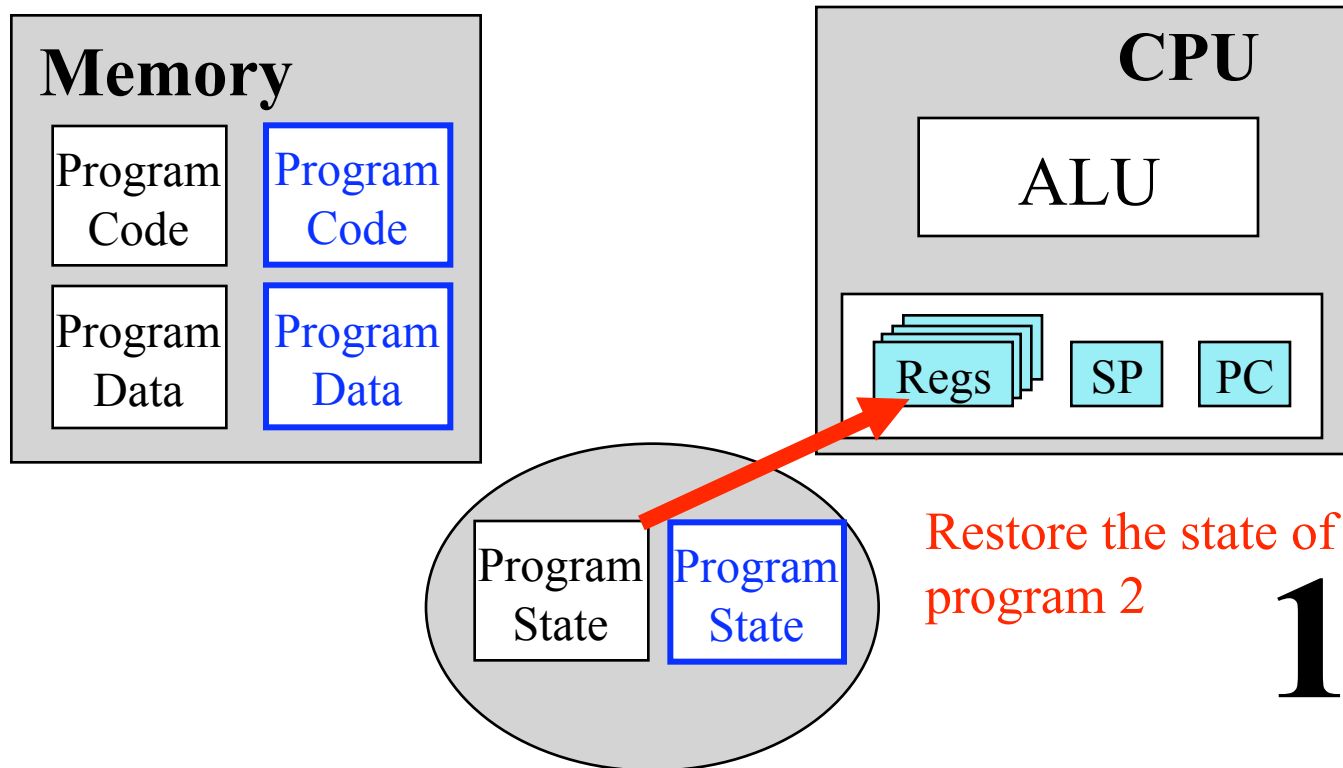 Memory
Program
Code
Program
Code
Program
Data
Program
Data
CPU
ALU
Regs
SP
PC
Program
State
Program
State
Restore the state of
program 2
1